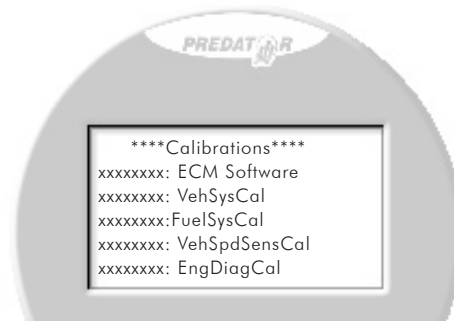 PREDATOR
****Calibrations****
xxxxxxxx: ECM Software
xxxxxxxx: VehSysCal
xxxxxxxx:FuelSysCal
xxxxxxxx: VehSpdSensCal
xxxxxxxx: EngDiagCal